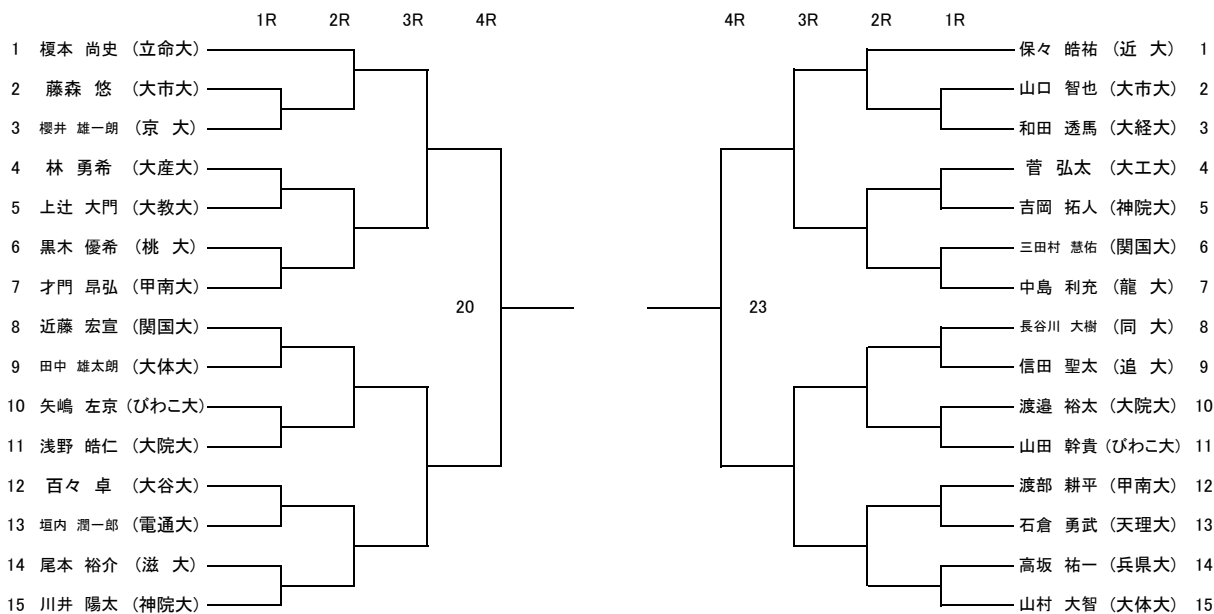 1R 2R 3R 4R 4R 3R 2R 1R
1 榎本 尚史 (立命大) 保々 皓祐 (近 大) 1
2 藤森 悠 (大市大) 山口 智也 (大市大) 2
3 櫻井 雄一朗 (京 大) 和田 透馬 (大経大) 3
4 林 勇希 (大産大) 菅 弘太 (大工大) 4
5 上辻 大門 (大教大) 吉岡 拓人 (神院大) 5
6 黒木 優希 (桃 大) 三田村 慧佑 (関国大) 6
7 才門 昂弘 (甲南大) 中島 利充 (龍 大) 7
20 23
8 近藤 宏宣 (関国大) 長谷川 大樹 (同 大) 8
9 田中 雄太朗 (大体大) 信田 聖太 (追 大) 9
10 矢嶋 左京 (びわこ大) 渡邉 裕太 (大院大) 10
11 浅野 皓仁 (大院大) 山田 幹貴 (びわこ大) 11
12 百々 卓 (大谷大) 渡部 耕平 (甲南大) 12
13 垣内 潤一郎 (電通大) 石倉 勇武 (天理大) 13
14 尾本 裕介 (滋 大) 高坂 祐一 (兵県大) 14
15 川井 陽太 (神院大) 山村 大智 (大体大) 15